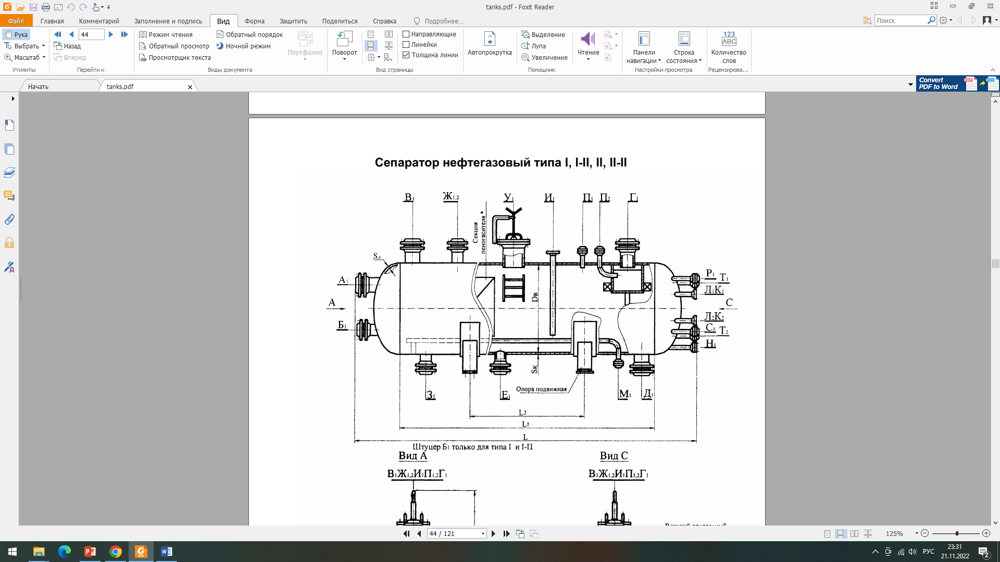 tanks.pdf - Foxit Reader
Файл Главная Комментарий Заполнение и подпись Вид Форма Защитить Поделиться Справка Подробнее... Поиск
Рука
Выбрать
Масштаб
Утилиты
44
Назад
Вперед
Перейти к
Режим чтения
Обратный просмотр
Просмотрщик текста
Обратный порядок
Ночной режим
Виды документа
Портфолио
Поворот
Направляющие
Линейки
Толщина линии
Вид страницы
Автопрокрутка
Выделение
Лупа
Увеличение
Помощник
Чтение
Панели навигации
Строка состояния
Настройки просмотра
123
ABC
Количество слов
Рецензирова...
Начать tanks.pdf
Convert
PDF to Word
PDF DOC
Сепаратор нефтегазовый типа I, I-II, II, II-II
В1 Ж1,2 У1 И1 П1 П2 Г1
Секция
пеногасителя *
S д
А1
А
Б1
Dв
Sк
Р1 Т1
Л1К1
С
Л2К2
С1 Т2
Н1
Опора подвижная
З1 Е1 М1 Д1
L2
L1
L
Штуцер Б1 только для типа I и I-П
Вид А Вид С
В1Ж1,2И1П1,2Г1 В1Ж1,2И1П1,2Г1
44 / 121
125%
РУС
23:31
21.11.2022
2